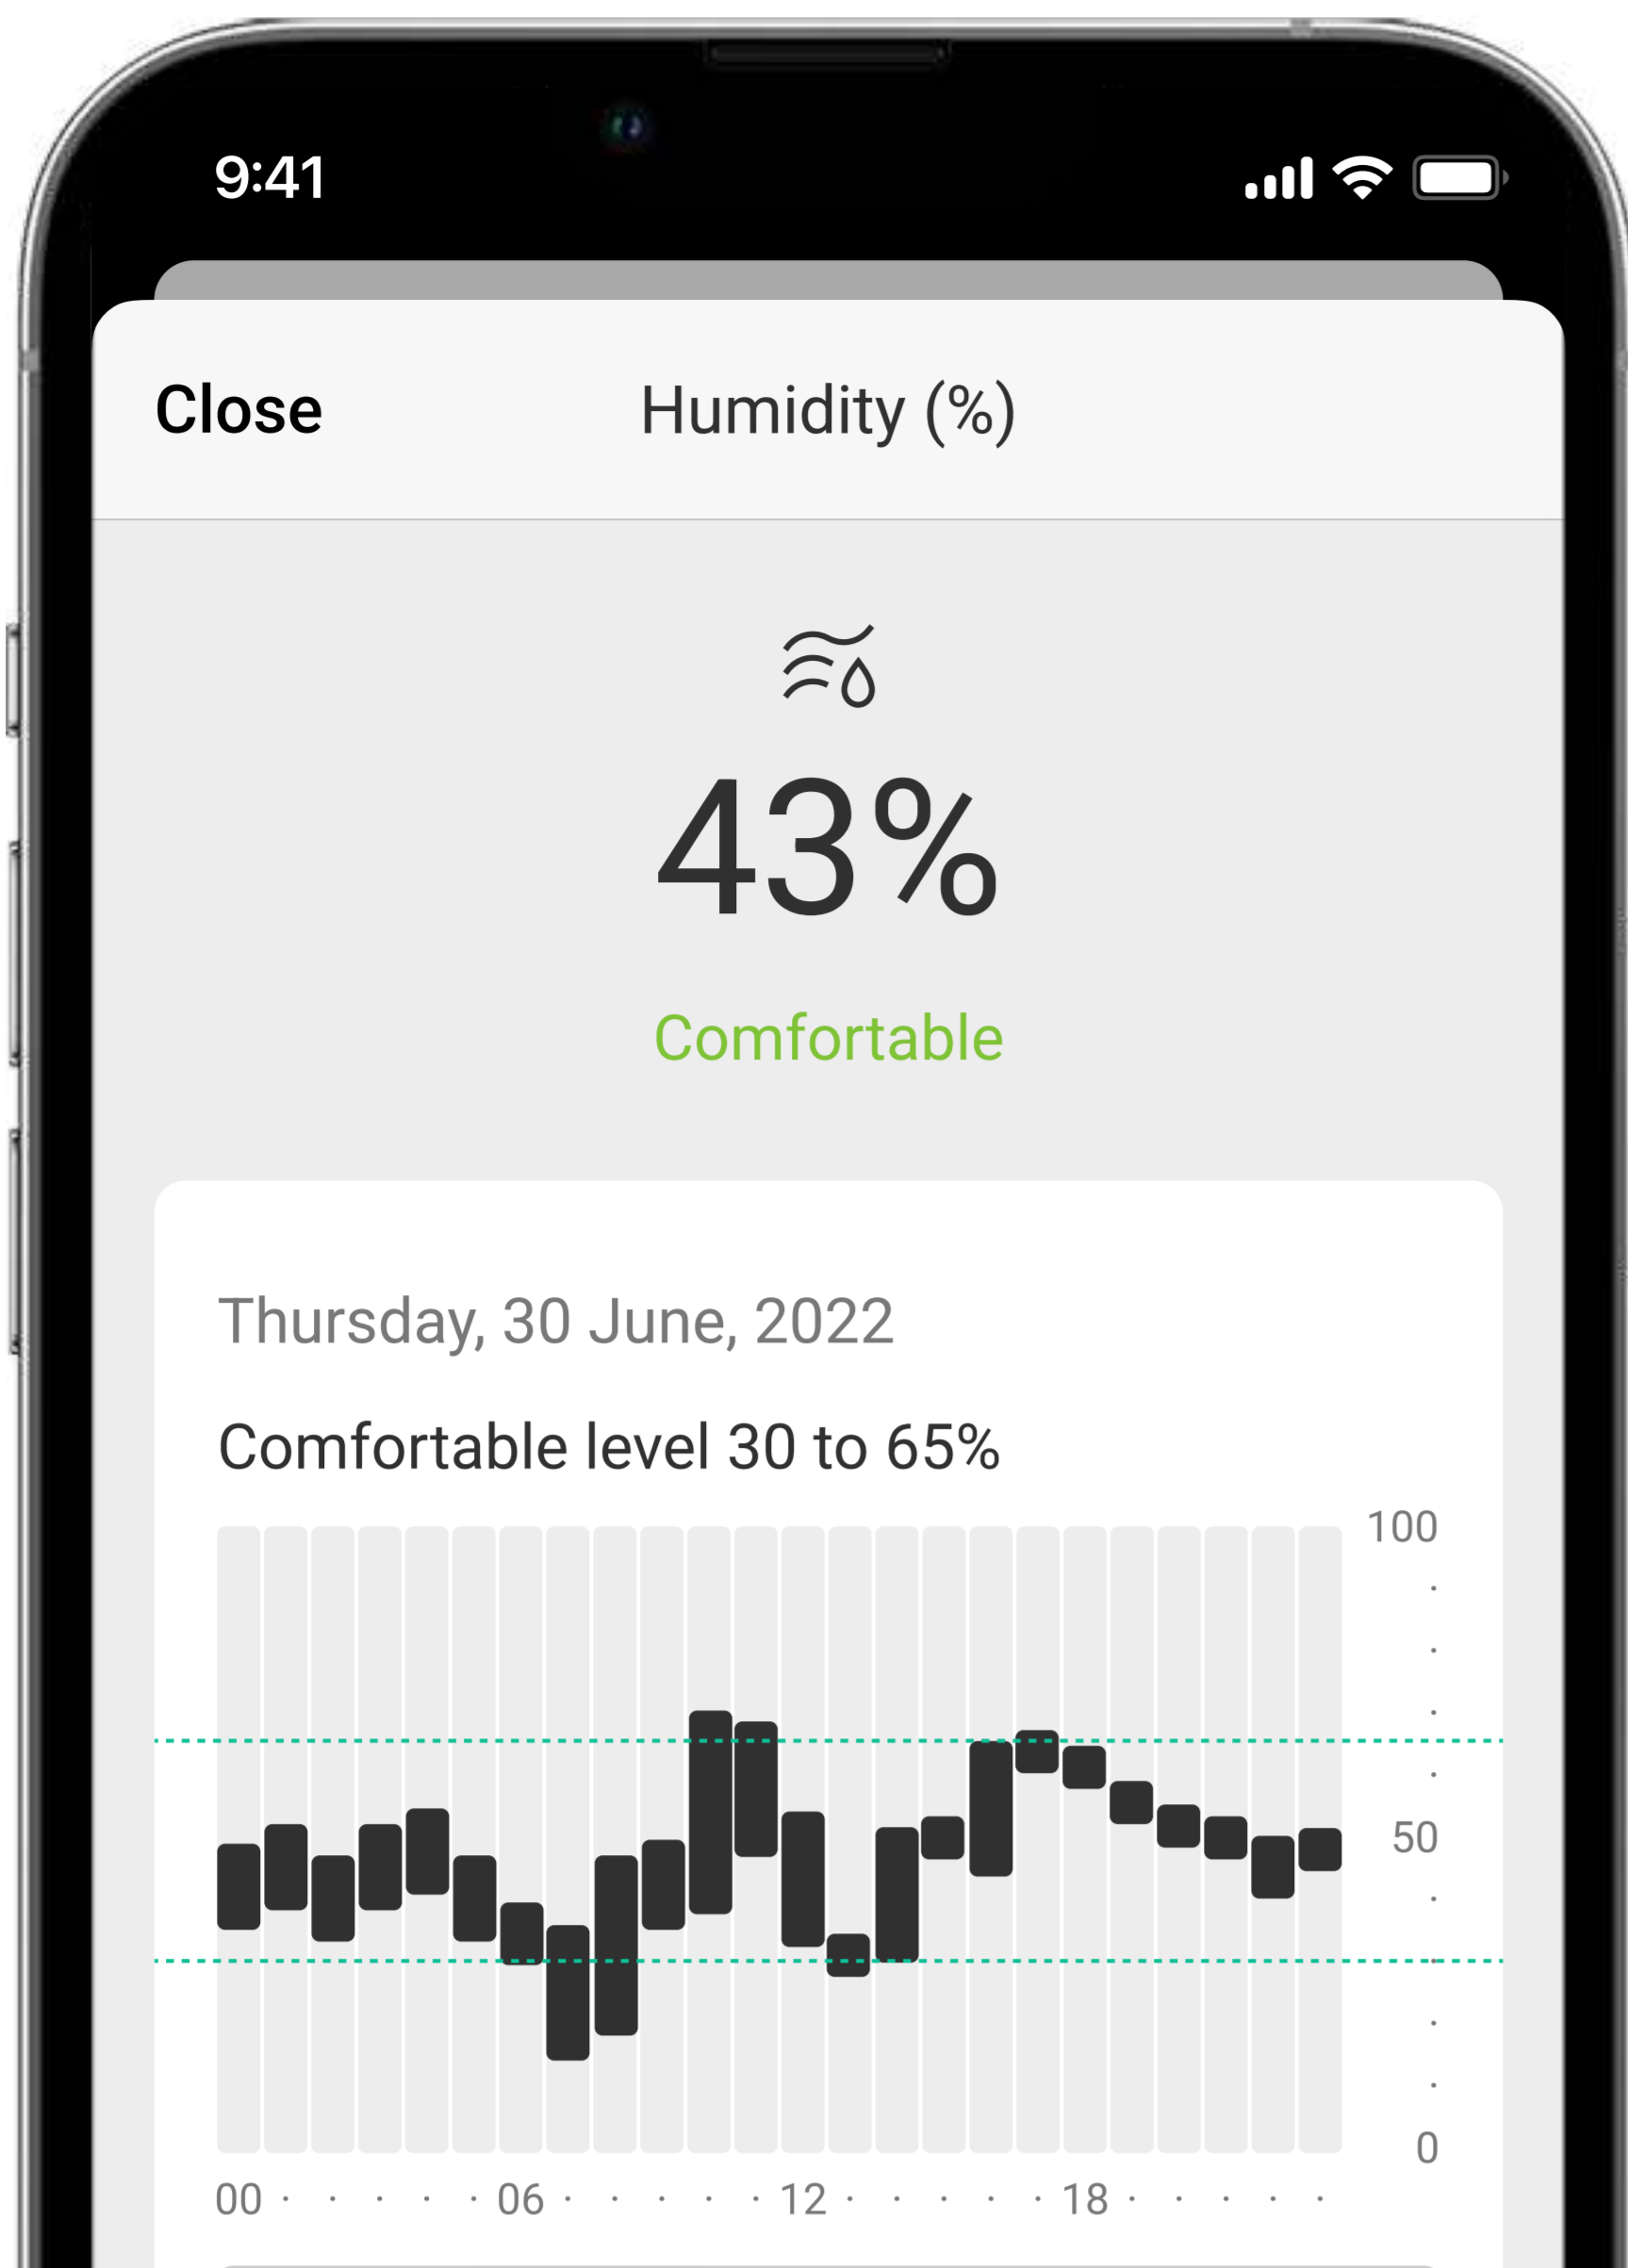 9:41
Close Humidity (%)
43%
Comfortable
Thursday, 30 June, 2022
Comfortable level 30 to 65%
100
50
0
00 06 12 18